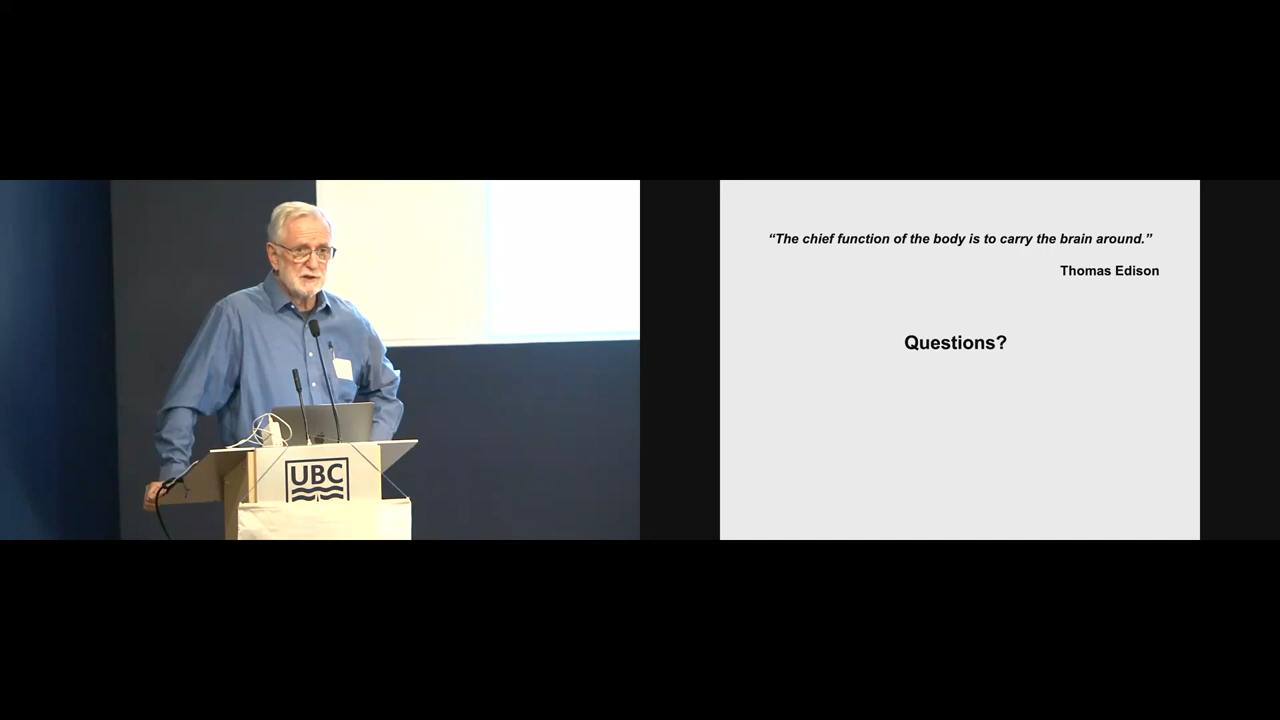 UBC
“The chief function of the body is to carry the brain around.”
Thomas Edison
Questions?